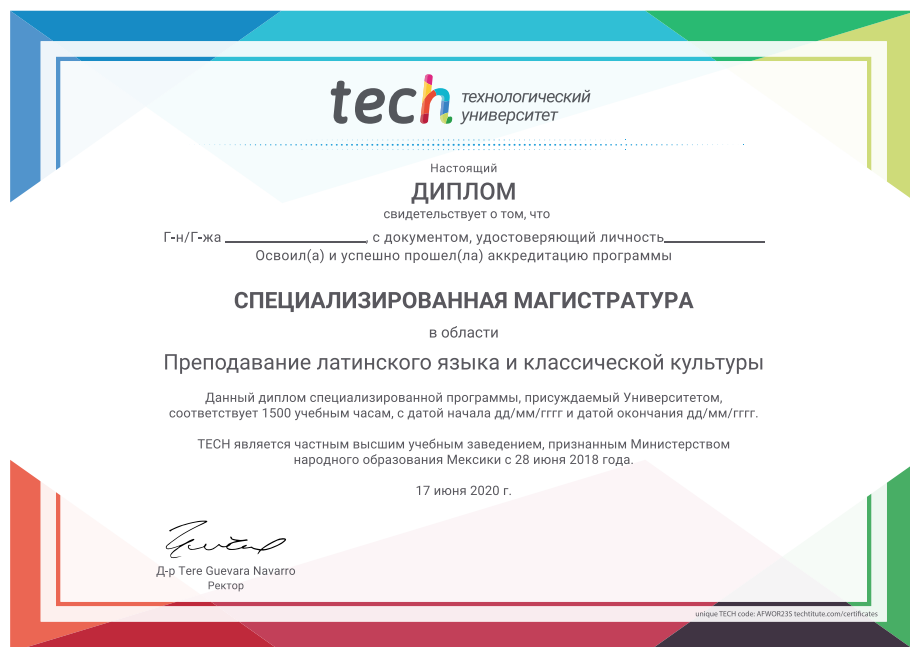 tech технологический
университет
Настоящий
ДИПЛОМ
свидетельствует о том, что
Г-н/Г-жа ____________________, с документом, удостоверяющий личность______________
Освоил(а) и успешно прошел(ла) аккредитацию программы
СПЕЦИАЛИЗИРОВАННАЯ МАГИСТРАТУРА
в области
Преподавание латинского языка и классической культуры
Данный диплом специализированной программы, присуждаемый Университетом,
соответствует 1500 учебным часам, с датой начала дд/мм/гггг и датой окончания дд/мм/гггг.
TECH является частным высшим учебным заведением, признанным Министерством
народного образования Мексики с 28 июня 2018 года.
17 июня 2020 г.
Д-р Tere Guevara Navarro
Ректор
unique TECH code: AFWOR23S techtitute.com/certificates